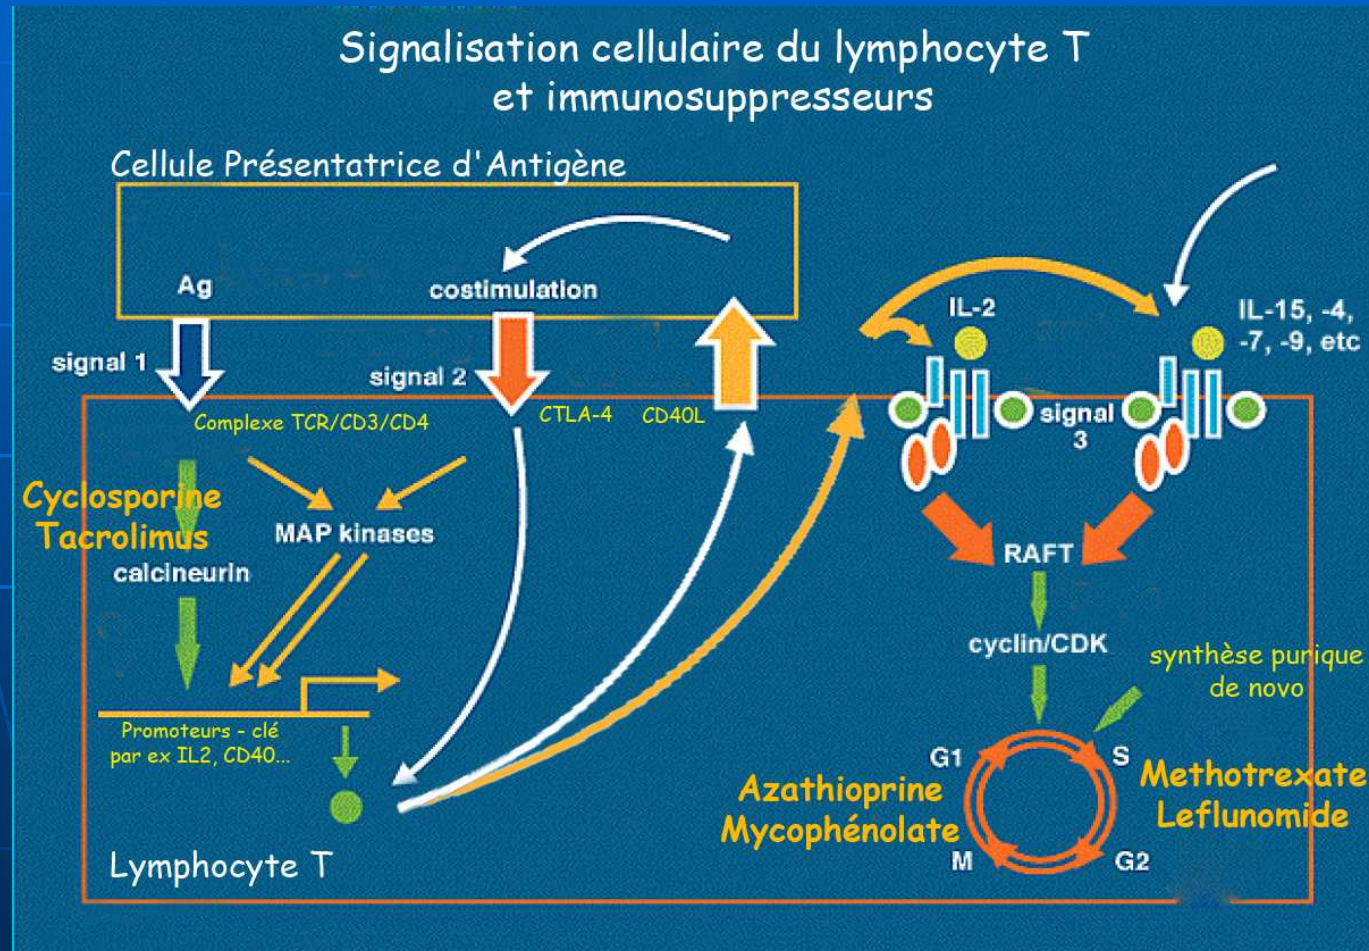 Signalisation cellulaire du lymphocyte T
et immunosuppresseurs
Cellule Présentatrice d'Antigène
Ag
costimulation
signal 1
signal 2
Complexe TCR/CD3/CD4
CTLA-4
CD40L
IL-2
IL-15, -4,
-7, -9, etc
signal
3
Cyclosporine
Tacrolimus
MAP kinases
calcineurin
RAFT
cyclin/CDK
synthèse purique
de novo
Promoteurs - clé
par ex IL2, CD40...
G1
S
M
G2
Azathioprine
Mycophénolate
Methotrexate
Leflunomide
Lymphocyte T